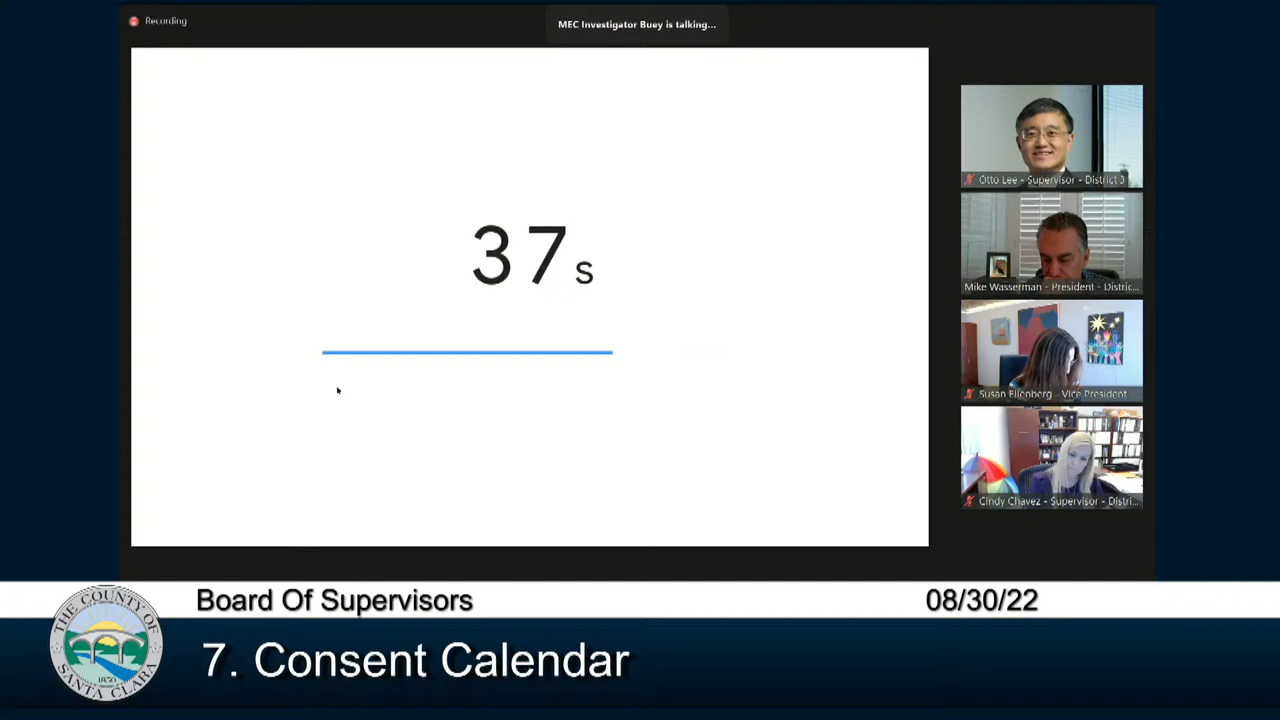 Recording
MEC Investigator Buey is talking...
37s
Otto Lee - Supervisor - District 3
Mike Wasserman - President - Distric...
Susan Ellenberg - Vice President
Cindy Chavez - Supervisor - Distri...
Board Of Supervisors
08/30/22
7. Consent Calendar
THE COUNTY OF
SANTA CLARA
1850